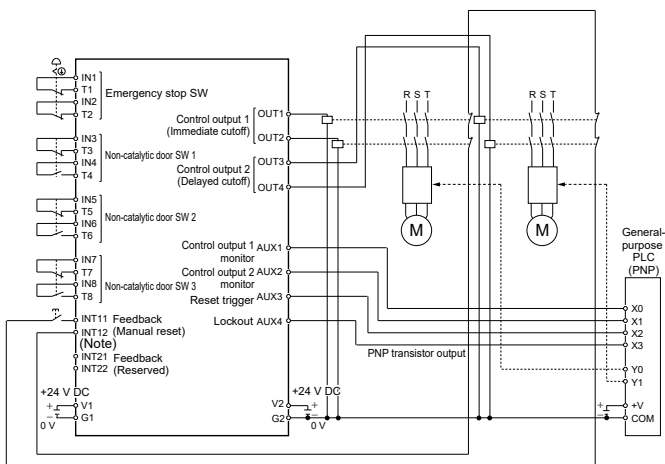 IN1
T1
IN2
T2
Emergency stop SW
IN3
T3
IN4
T4
Non-catalytic door SW 1
IN5
T5
IN6
T6
Non-catalytic door SW 2
IN7
T7
IN8
T8
Non-catalytic door SW 3
INT11 Feedback
INT12 (Manual reset)
(Note)
INT21 Feedback
INT22 (Reserved)
+24 V DC
+ V1
− G1
0 V
Control output 1
(Immediate cutoff)
OUT1
OUT2
Control output 2
(Delayed cutoff)
OUT3
OUT4
Control output 1
monitor
AUX1
Control output 2
monitor
AUX2
Reset trigger AUX3
Lockout AUX4
+24 V DC
V2 +
G2 −
0 V
R S T
M
R S T
M
PNP transistor output
General-
purpose
PLC
(PNP)
X0
X1
X2
X3
Y0
Y1
+ +V
− COM